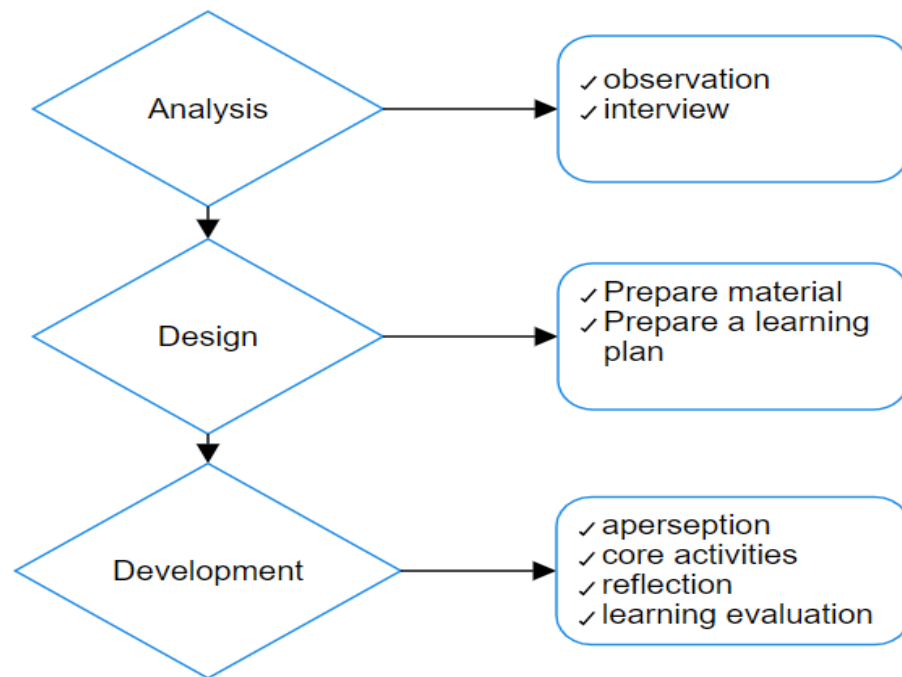 Analysis
✓ observation
✓ interview
Design
✓ Prepare material
✓ Prepare a learning
plan
Development
✓ aperseption
✓ core activities
✓ reflection
✓ learning evaluation